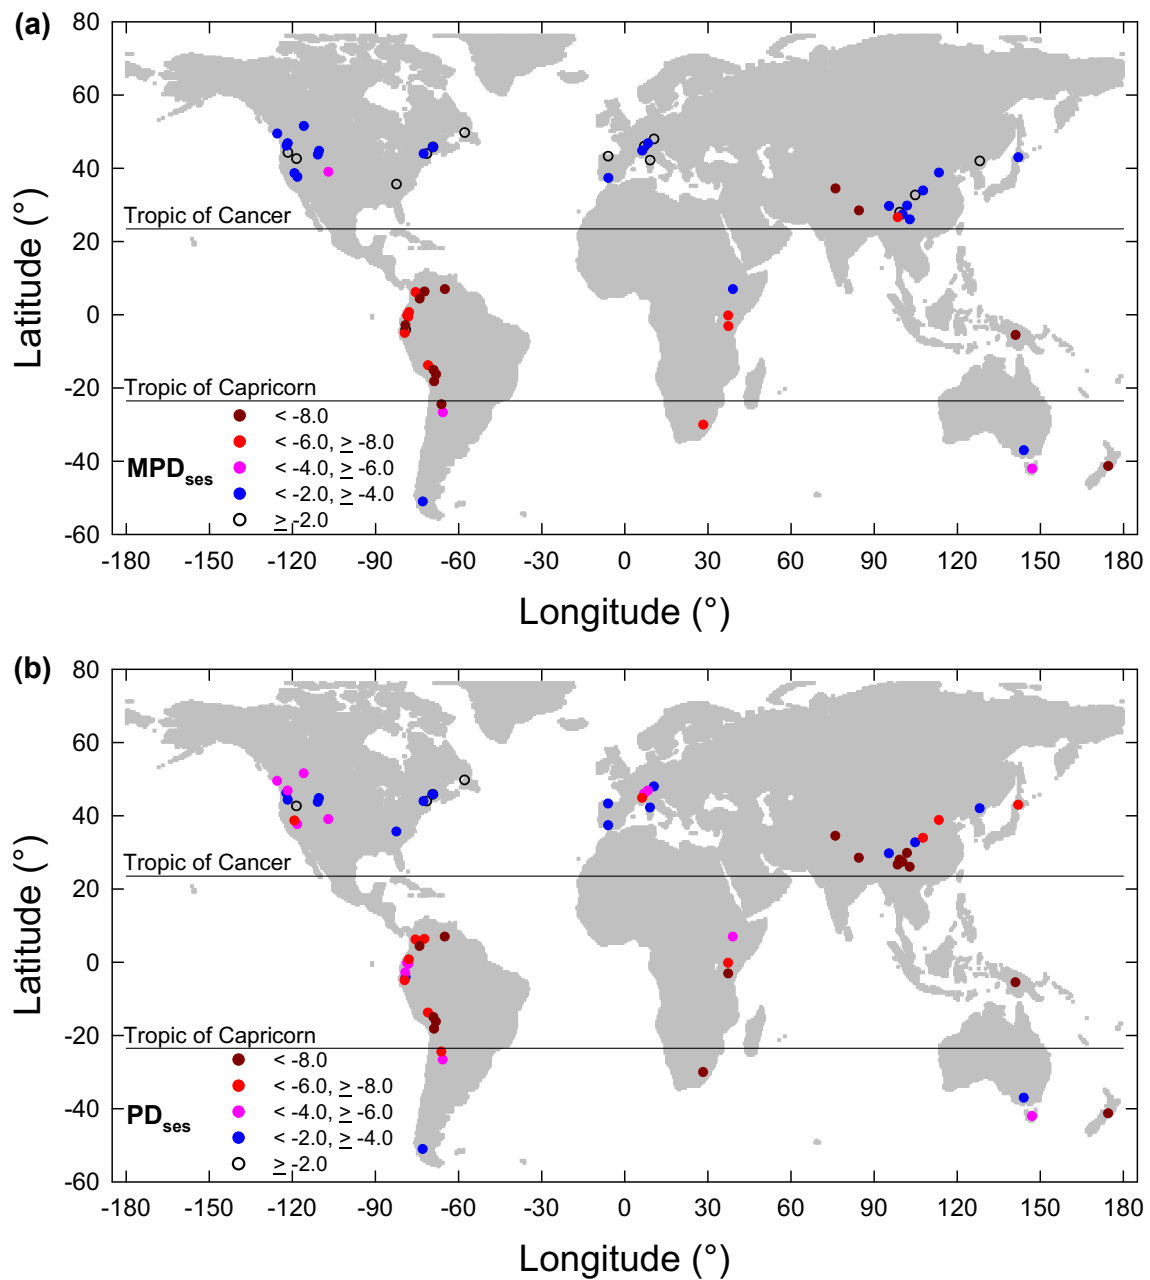 (a)
80
60
40
20
0
-20
-40
-60
Latitude (°)
Tropic of Cancer
Tropic of Capricorn
MPDses
< -8.0
< -6.0, ≥ -8.0
< -4.0, ≥ -6.0
< -2.0, ≥ -4.0
≥ -2.0
-180 -150 -120 -90 -60 -30 0 30 60 90 120 150 180
Longitude (°)
(b)
80
60
40
20
0
-20
-40
-60
Latitude (°)
Tropic of Cancer
Tropic of Capricorn
PDses
< -8.0
< -6.0, ≥ -8.0
< -4.0, ≥ -6.0
< -2.0, ≥ -4.0
≥ -2.0
-180 -150 -120 -90 -60 -30 0 30 60 90 120 150 180
Longitude (°)